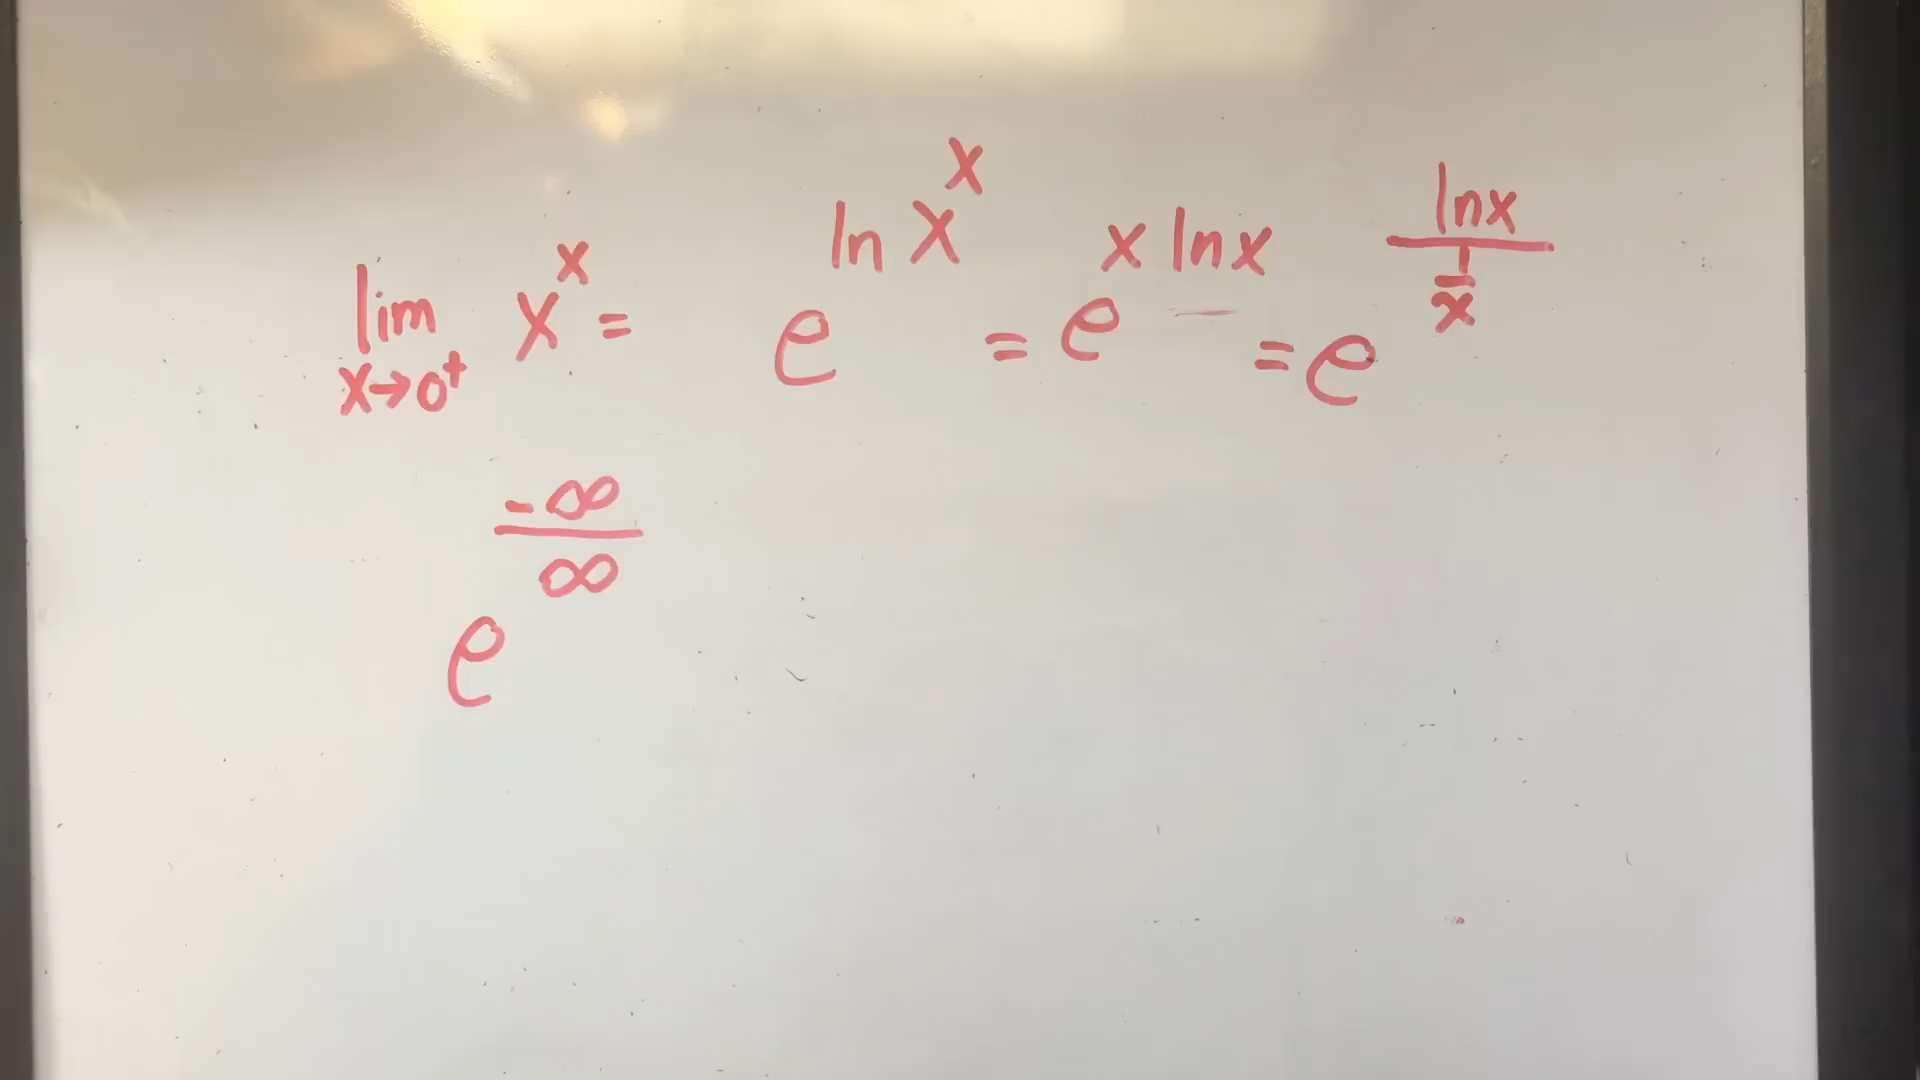 lim x→0⁺ x^x = e^(ln x^x) = e^(x ln x) = e^(ln x / (1/x))
e^(-∞/∞)